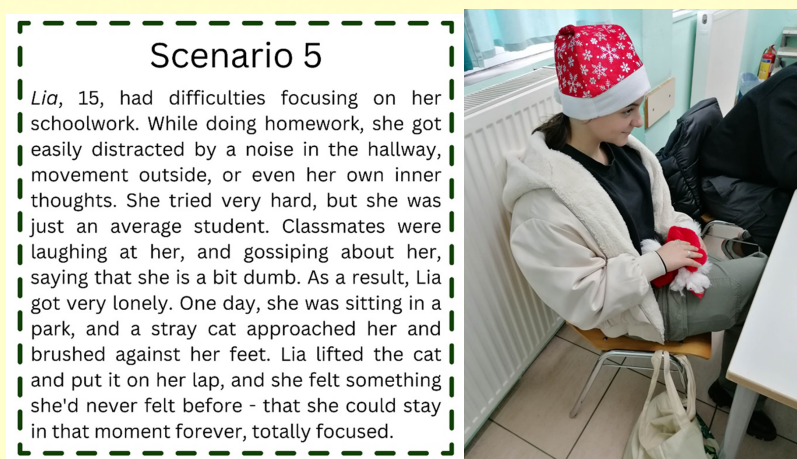 Scenario 5
Lia, 15, had difficulties focusing on her
schoolwork. While doing homework, she got
easily distracted by a noise in the hallway,
movement outside, or even her own inner
thoughts. She tried very hard, but she was
just an average student. Classmates were
laughing at her, and gossiping about her,
saying that she is a bit dumb. As a result, Lia
got very lonely. One day, she was sitting in a
park, and a stray cat approached her and
brushed against her feet. Lia lifted the cat
and put it on her lap, and she felt something
she'd never felt before - that she could stay
in that moment forever, totally focused.